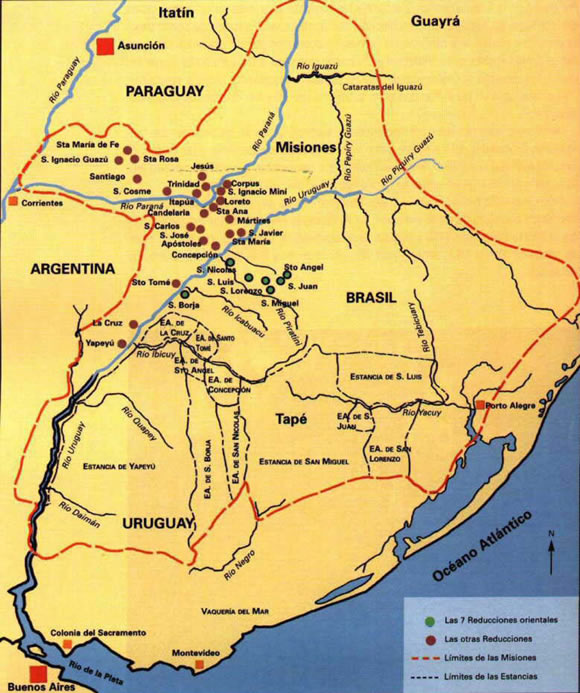 Itatín
Guayrá
Asunción
Río Paraguay
Río Iguazú
Cataratas del Iguazú
PARAGUAY
Río Paraná
Río Pepiry Guazú
Río Piquiry Guazú
Sta María de Fe
S. Ignacio Guazú
Sta Rosa
Misiones
Jesús
Santiago
Trinidad
Corpus
S. Cosme
S. Ignacio Miní
Itapúa
Loreto
Río Uruguay
Corrientes
Río Paraná
Candelaria
Sta Ana
Mártires
S. Carlos
S. José
S. Javier
Apóstoles
Sta María
Concepción
ARGENTINA
S. Nicolas
Sto Angel
S. Luis
S. Juan
Sto Tomé
S. Lorenzo
BRASIL
S. Borja
S. Miguel
Río Icabuacu
Río Piratiní
Río Tebicuary
La Cruz
EA. DE
LA CRUZ
EA. DE SANTO
TOMÉ
Yapeyú
Río Ibicuy
EA. DE
STO ANGEL
EA. DE
CONCEPCIÓN
ESTANCIA DE S. LUIS
Río Yacuy
Porto Alegre
Río Uruguay
Río Ouapey
Tapé
EA. DE S.
JUAN
ESTANCIA DE YAPEYÚ
EA. DE S. BORJA
EA. DE SAN NICOLAS
ESTANCIA DE SAN MIGUEL
EA. DE SAN
LORENZO
Río Daimán
URUGUAY
Río Negro
Océano Atlántico
N
VAQUERÍA DEL MAR
Colonia del Sacramento
Montevideo
Río de la Pleta
Buenos Aires
Las 7 Reducciones orientales
Las otras Reducciones
Límites de las Misiones
Límites de las Estancias